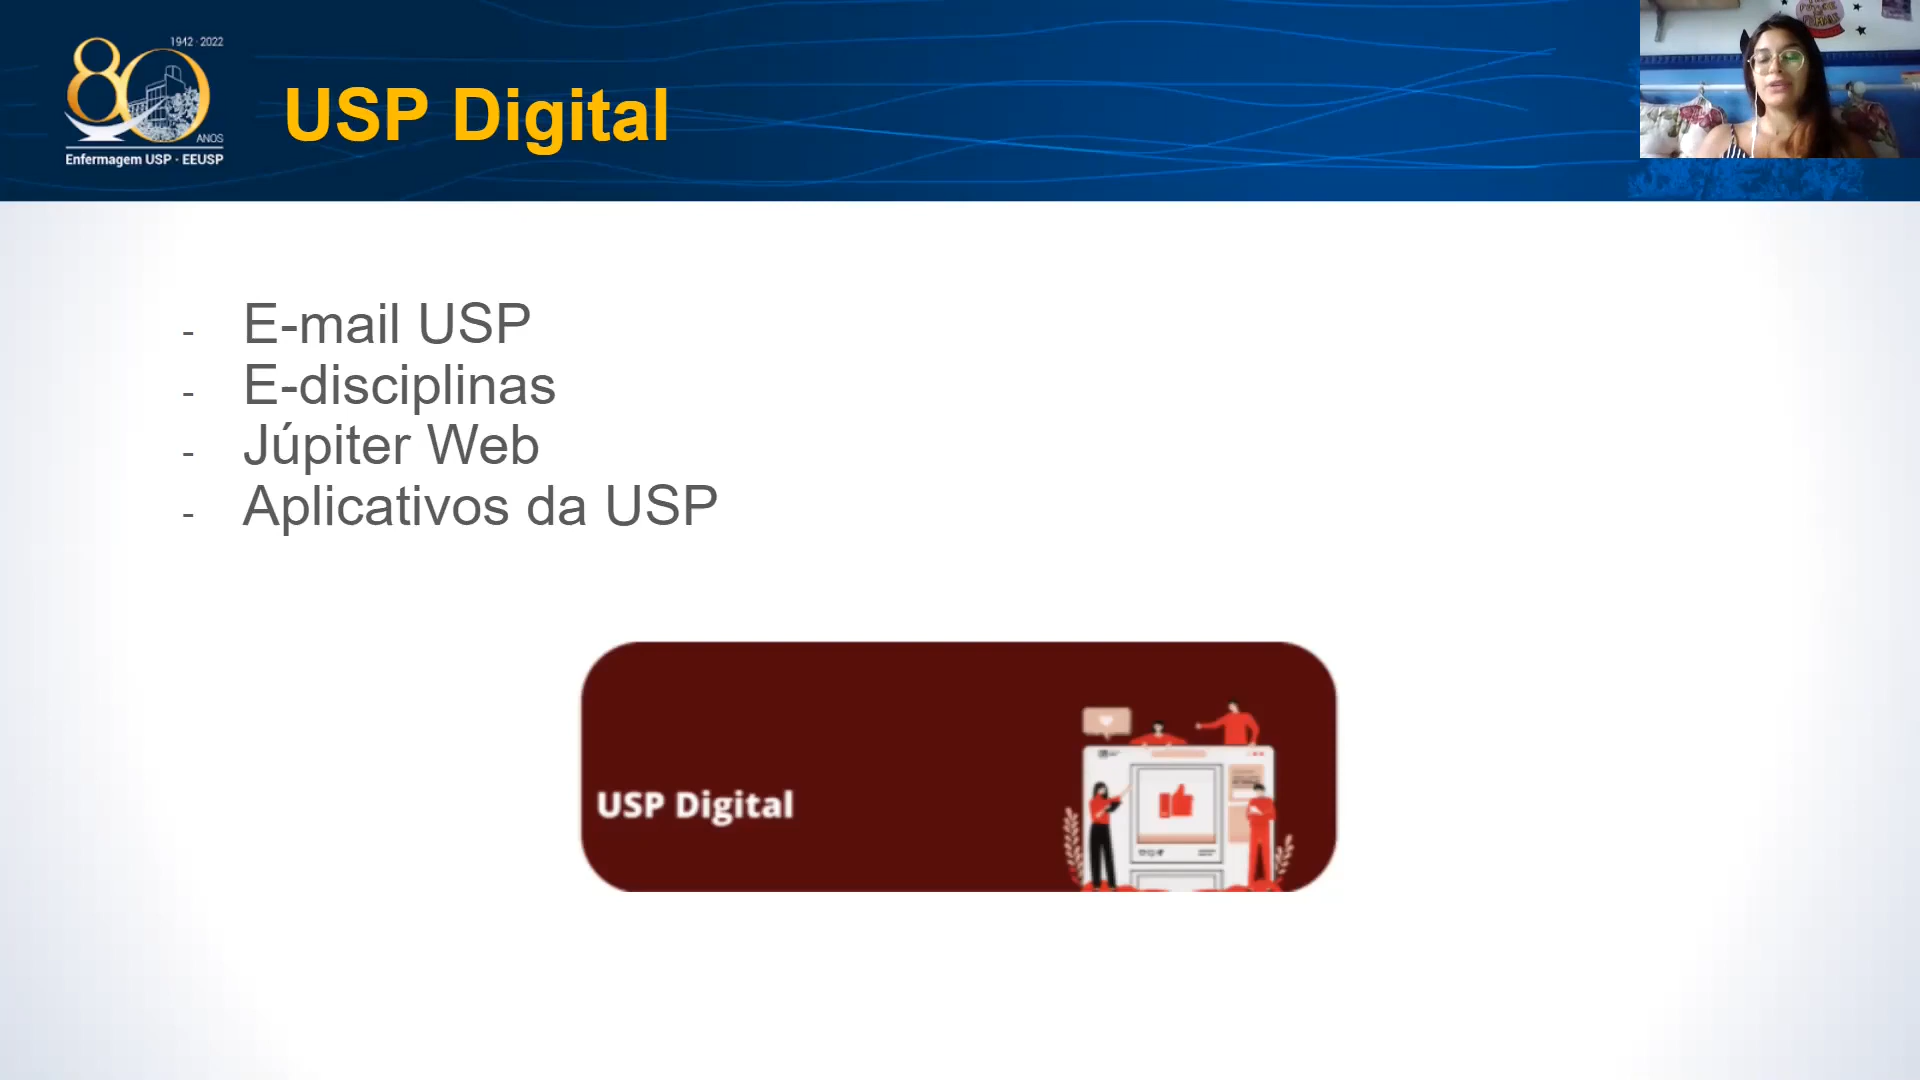 1942 · 2022
80
ANOS
Enfermagem USP · EEUSP
USP Digital
- E-mail USP
- E-disciplinas
- Júpiter Web
- Aplicativos da USP
USP Digital